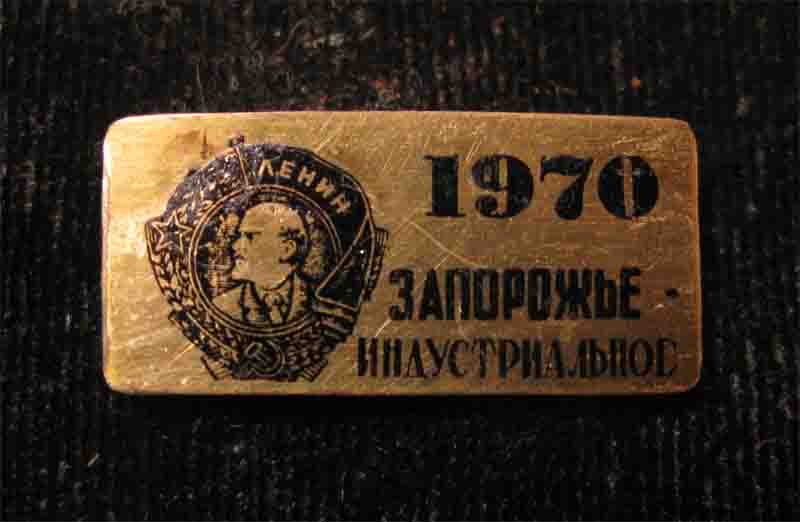 ЛЕНИН
1970
ЗАПОРОЖЬЕ -
ИНДУСТРИАЛЬНОЕ